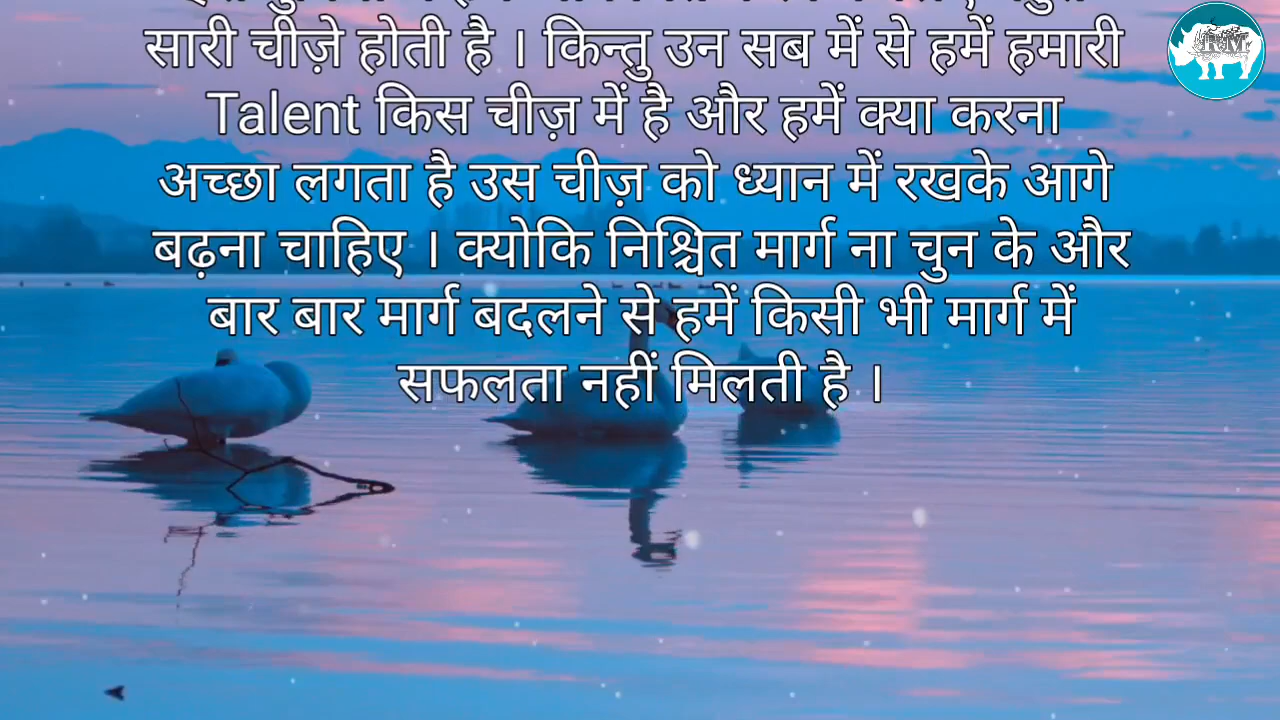 सारी चीज़े होती है । किन्तु उन सब में से हमें हमारी
Talent किस चीज़ में है और हमें क्या करना
अच्छा लगता है उस चीज़ को ध्यान में रखके आगे
बढ़ना चाहिए । क्योकि निश्चित मार्ग ना चुन के और
बार बार मार्ग बदलने से हमें किसी भी मार्ग में
सफलता नहीं मिलती है ।